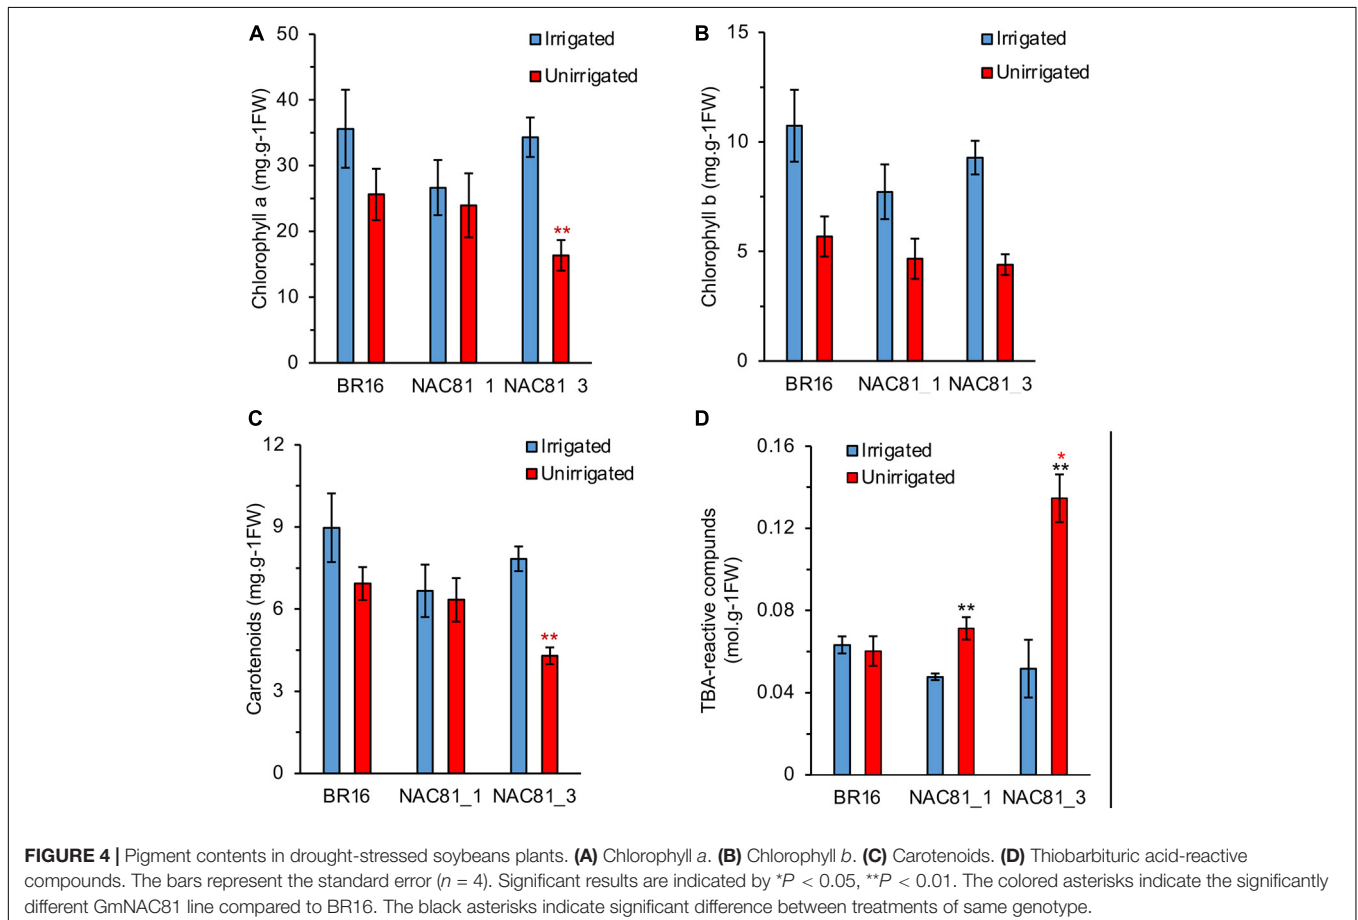 A
50
40
30
20
10
0
Chlorophyll a (mg.g-1FW)
Irrigated
Unirrigated
**
BR16 NAC81 1 NAC81 3
B
15
10
5
0
Chlorophyll b (mg.g-1FW)
Irrigated
Unirrigated
BR16 NAC81_1 NAC81_3
C
12
9
6
3
0
Carotenoids (mg.g-1FW)
Irrigated
Unirrigated
**
BR16 NAC81_1 NAC81_3
D
0.16
0.12
0.08
0.04
0
TBA-reactive compunds
(mol.g-1FW)
Irrigated
Unirrigated
**
*
**
BR16 NAC81_1 NAC81_3
FIGURE 4 | Pigment contents in drought-stressed soybeans plants. (A) Chlorophyll a. (B) Chlorophyll b. (C) Carotenoids. (D) Thiobarbituric acid-reactive
compounds. The bars represent the standard error (n = 4). Significant results are indicated by *P < 0.05, **P < 0.01. The colored asterisks indicate the significantly
different GmNAC81 line compared to BR16. The black asterisks indicate significant difference between treatments of same genotype.